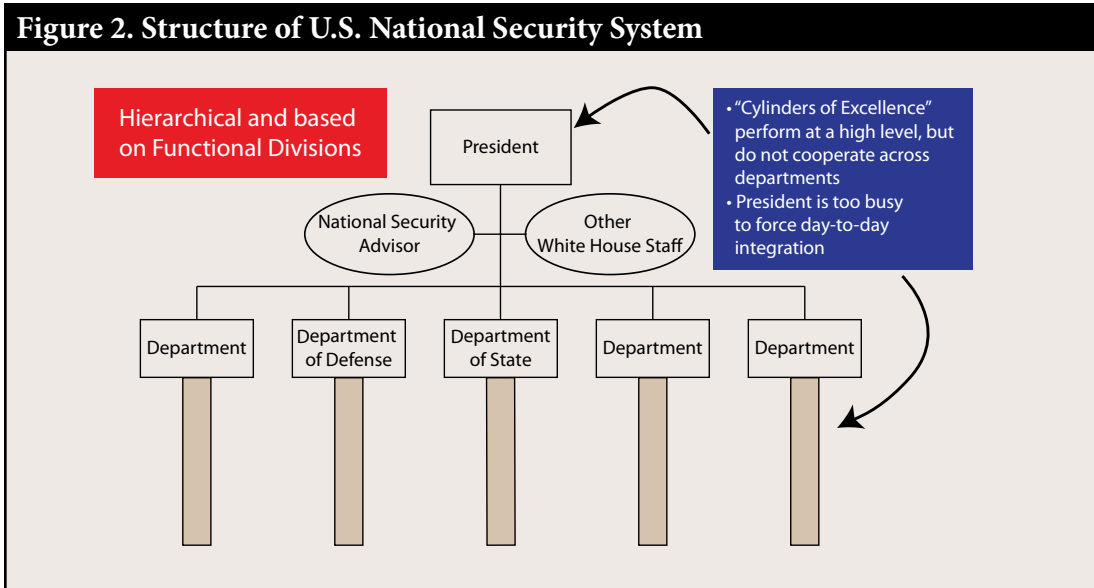 Figure 2. Structure of U.S. National Security System
Hierarchical and based
on Functional Divisions
President
• “Cylinders of Excellence”
perform at a high level, but
do not cooperate across
departments
• President is too busy
to force day-to-day
integration
National Security
Advisor
Other
White House Staff
Department
Department
of Defense
Department
of State
Department
Department